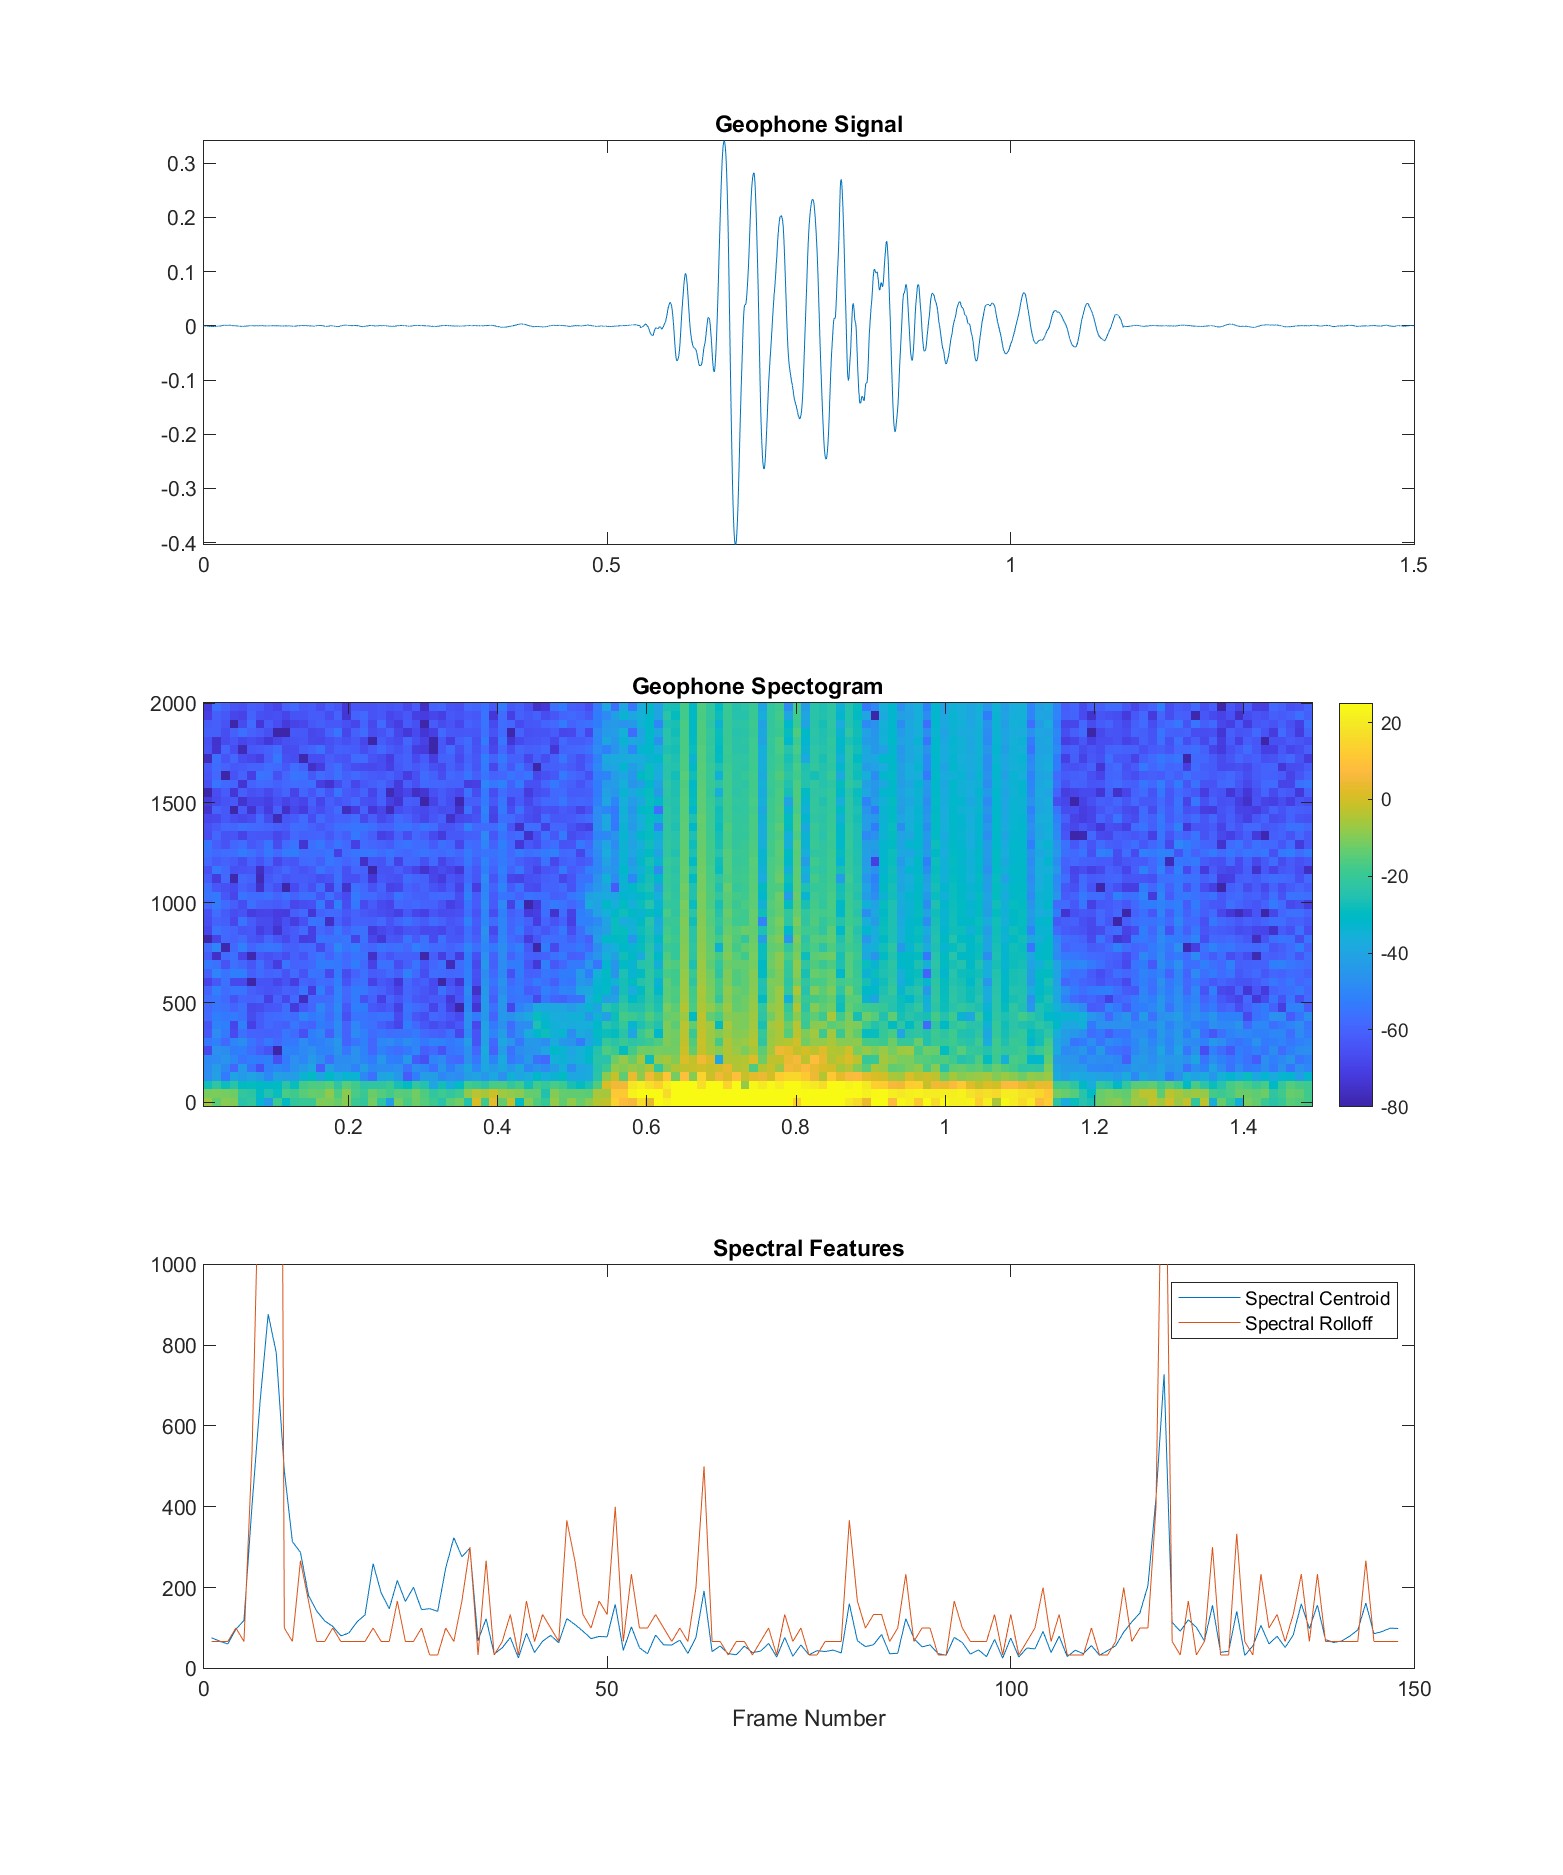 Geophone Signal
0.3
0.2
0.1
0
-0.1
-0.2
-0.3
-0.4
0 0.5 1 1.5
Geophone Spectogram
2000
1500
1000
500
0
20
0
-20
-40
-60
-80
0.2 0.4 0.6 0.8 1 1.2 1.4
Spectral Features
1000
800
600
400
200
0
Spectral Centroid
Spectral Rolloff
0 50 100 150
Frame Number